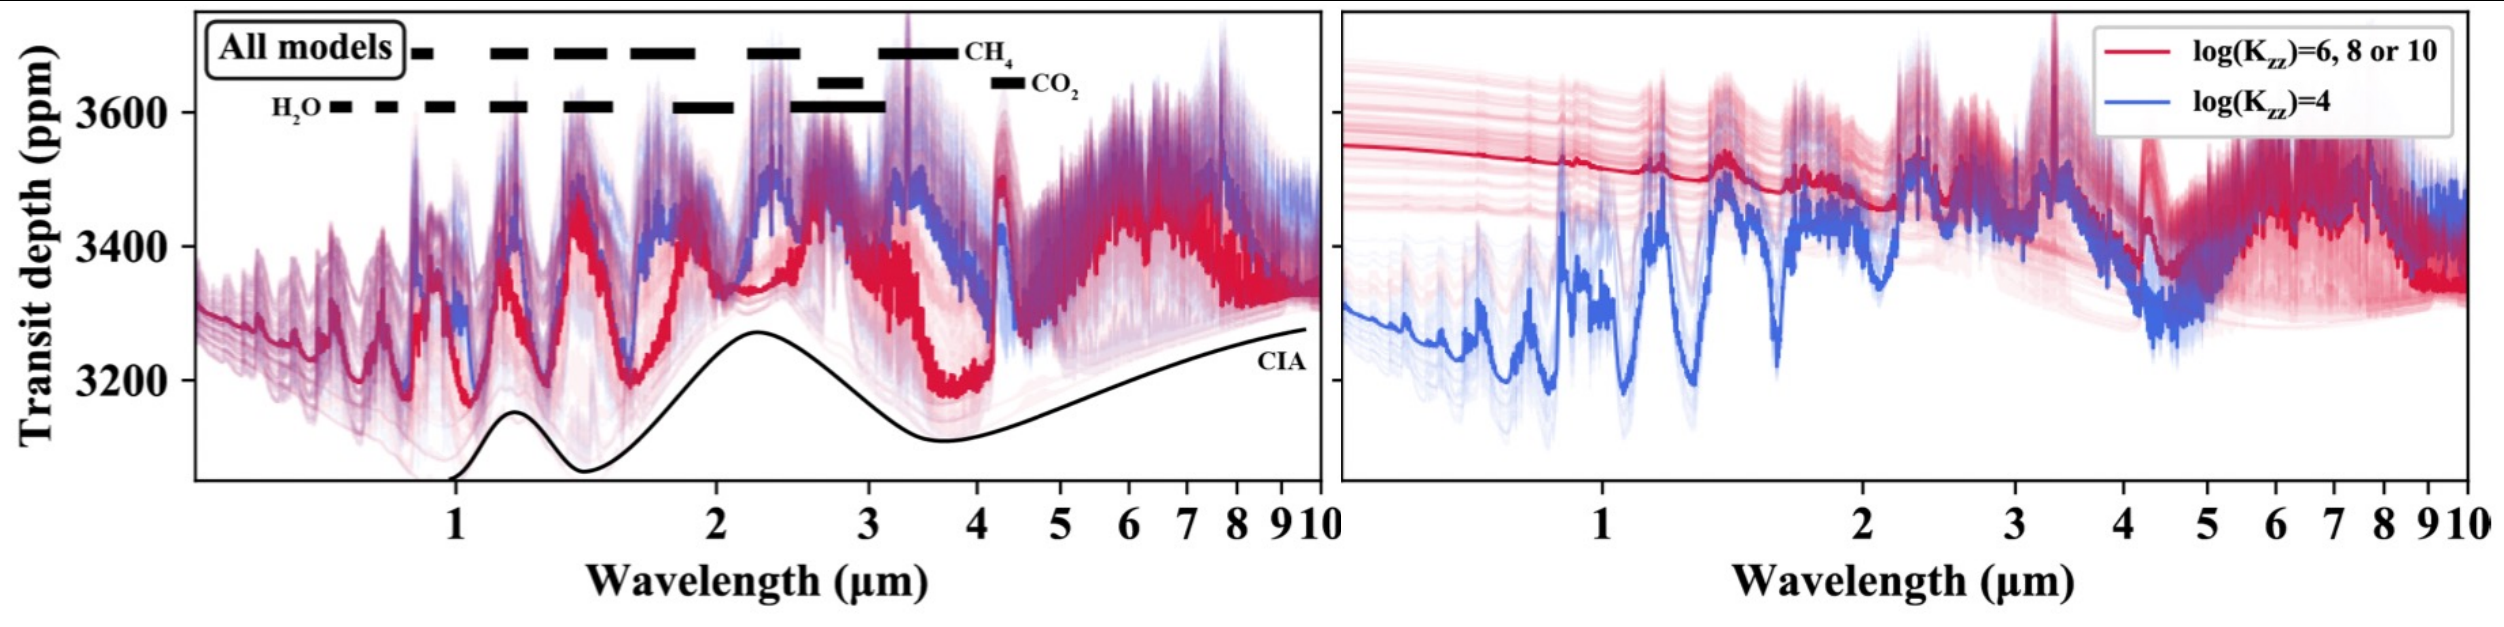 All models
CH₄
CO₂
H₂O
CIA
Transit depth (ppm)
3600
3400
3200
1 2 3 4 5 6 7 8 9 10
Wavelength (μm)
log(K_zz)=6, 8 or 10
log(K_zz)=4
1 2 3 4 5 6 7 8 9 10
Wavelength (μm)